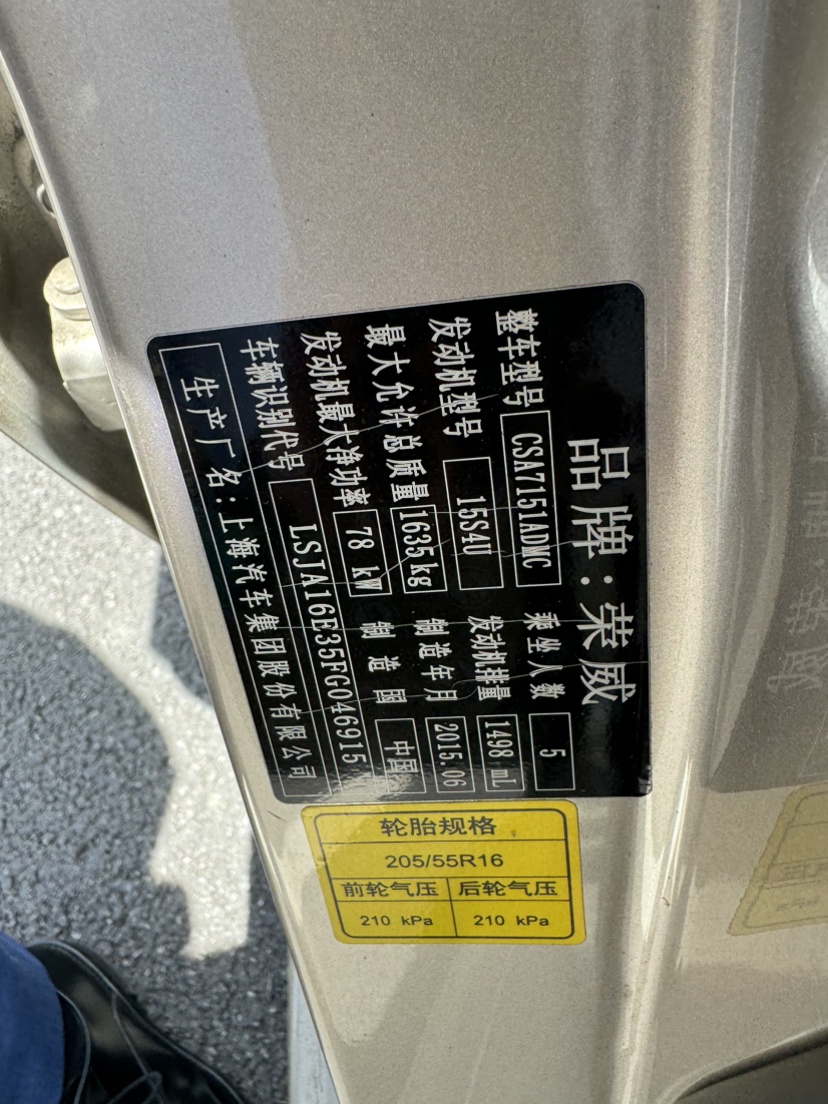 品牌:荣威
整车型号 CSA7151ADMC 乘坐人数 5
发动机型号 15S4U 发动机排量 1498 mL
最大允许总质量 1635kg 制造年月 2015.06
发动机最大净功率 78 kW 制造国 中国
车辆识别代号 LSJA16E35FG046915
生产厂名:上海汽车集团股份有限公司
轮胎规格
205/55R16
前轮气压 后轮气压
210 kPa 210 kPa